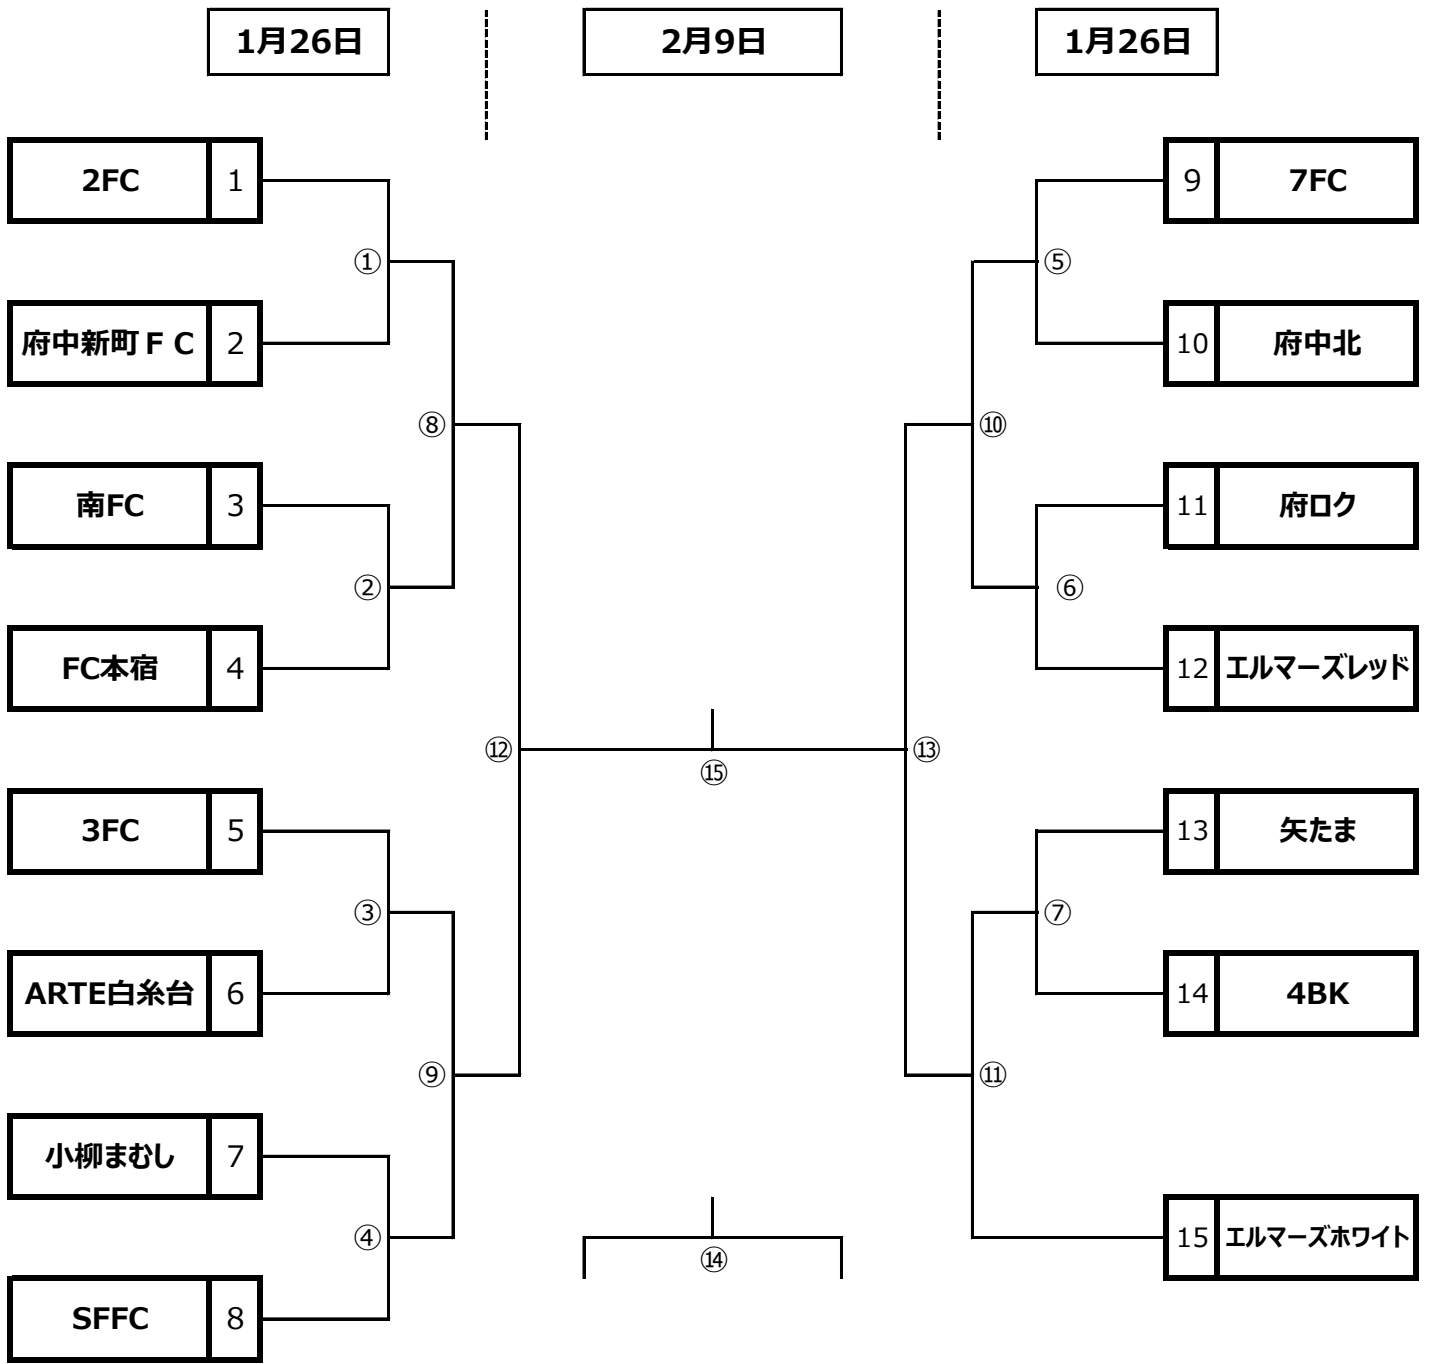 1月26日
2月9日
1月26日
2FC 1
9 7FC
①
⑤
府中新町ＦＣ 2
10 府中北
⑧
⑩
南FC 3
11 府ロク
②
⑥
FC本宿 4
12 エルマーズレッド
⑫
⑬
⑮
3FC 5
13 矢たま
③
⑦
ARTE白糸台 6
14 4BK
⑨
⑪
小柳まむし 7
④
⑭
15 エルマーズホワイト
SFFC 8